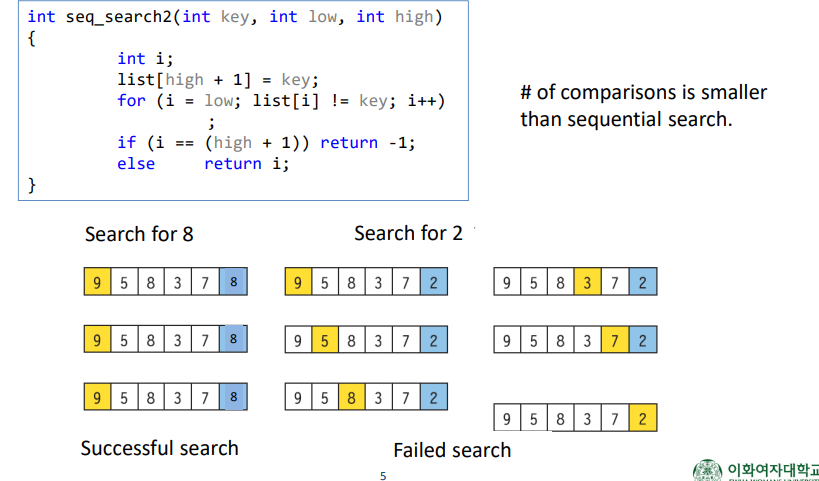 int seq_search2(int key, int low, int high)
{
int i;
list[high + 1] = key;
for (i = low; list[i] != key; i++)
;
if (i == (high + 1)) return -1;
else return i;
}
# of comparisons is smaller
than sequential search.
Search for 8
Search for 2
9 5 8 3 7 8
9 5 8 3 7 2
9 5 8 3 7 2
9 5 8 3 7 8
9 5 8 3 7 2
9 5 8 3 7 2
9 5 8 3 7 8
9 5 8 3 7 2
9 5 8 3 7 2
Successful search
Failed search
5
이화여자대학교